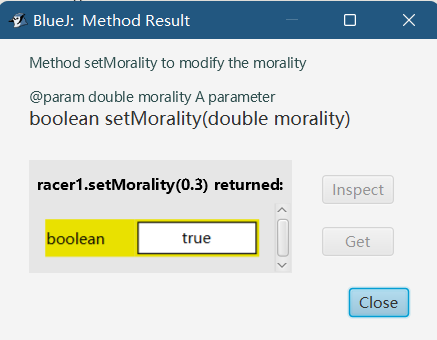 BlueJ: Method Result
Method setMorality to modify the morality
@param double morality A parameter
boolean setMorality(double morality)
racer1.setMorality(0.3) returned:
Inspect
boolean true
Get
Close